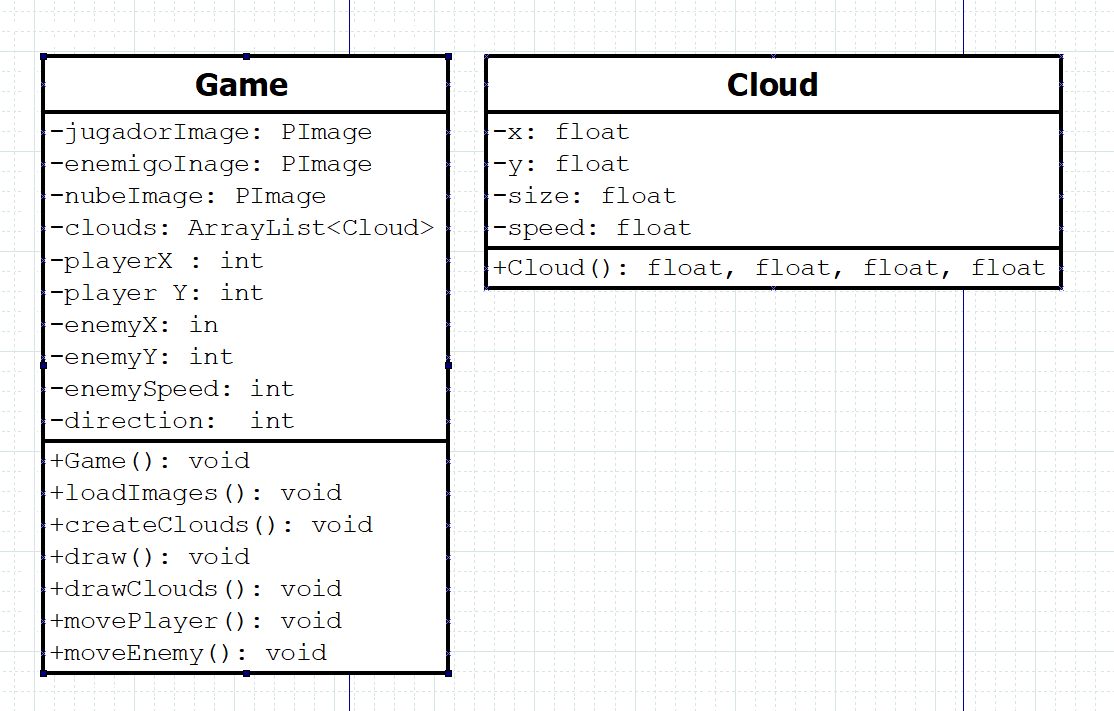 Game
-jugadorImage: PImage
-enemigoInage: PImage
-nubeImage: PImage
-clouds: ArrayList<Cloud>
-playerX : int
-player Y: int
-enemyX: in
-enemyY: int
-enemySpeed: int
-direction:  int
+Game(): void
+loadImages(): void
+createClouds(): void
+draw(): void
+drawClouds(): void
+movePlayer(): void
+moveEnemy(): void
Cloud
-x: float
-y: float
-size: float
-speed: float
+Cloud(): float, float, float, float